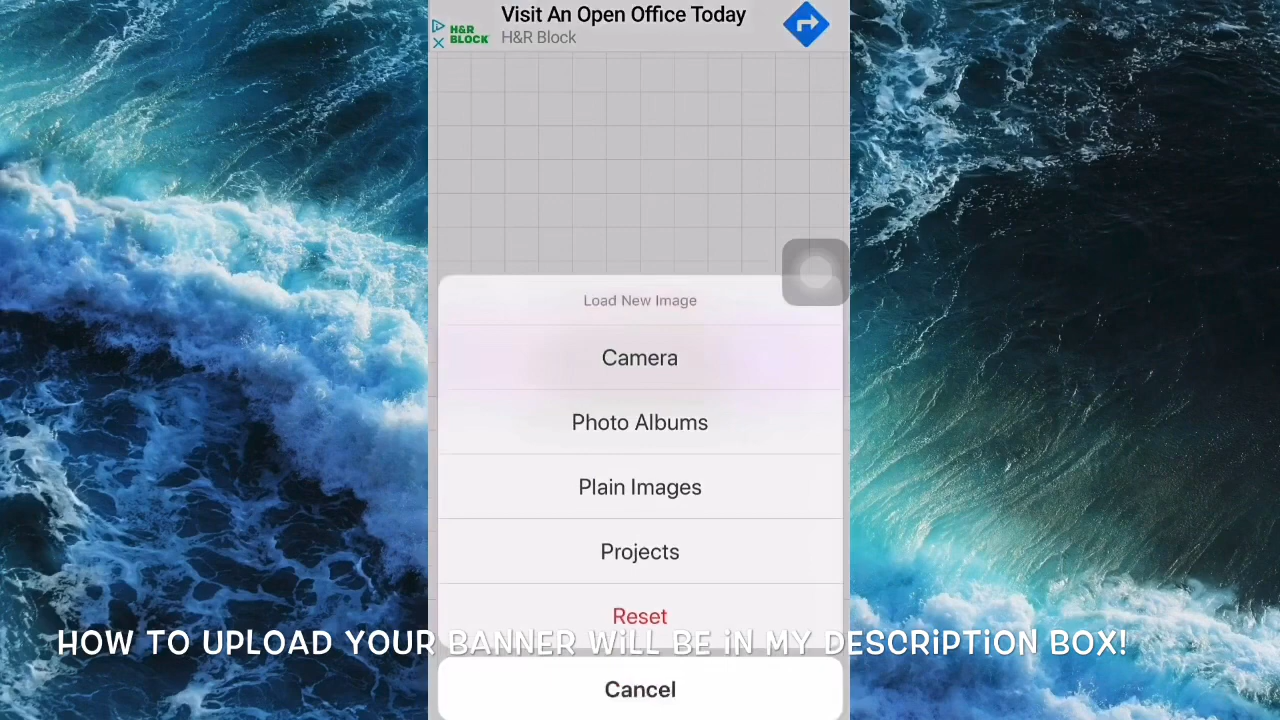 Visit An Open Office Today
H&R BLOCK
H&R Block
Load New Image
Camera
Photo Albums
Plain Images
Projects
Reset
HOW TO UPLOAD YOUR BANNER WiLL BE iN MY DESCRiPTiON BOX!
Cancel